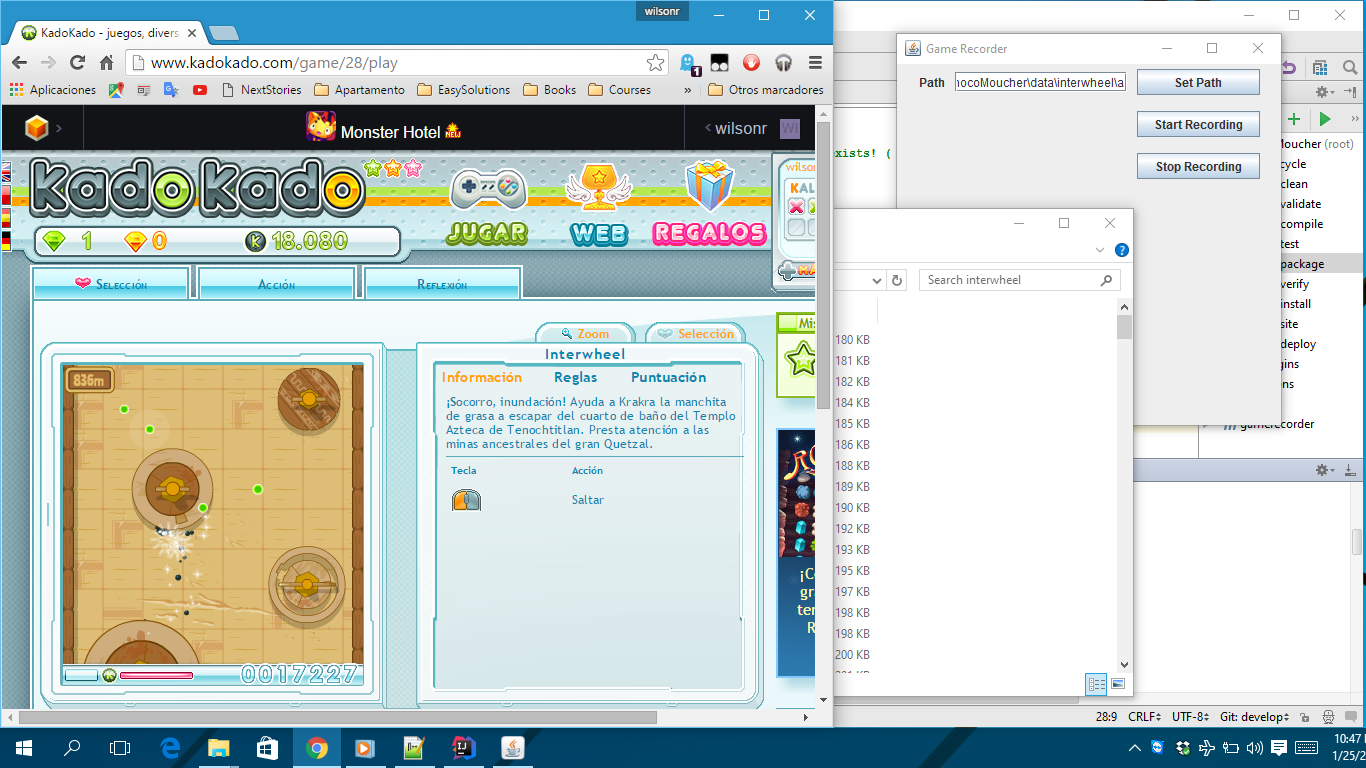 wilsonr
KadoKado - juegos, divers
www.kadokado.com/game/28/play
1
Aplicaciones
NextStories
Apartamento
EasySolutions
Books
Courses
»
Otros marcadores
Monster Hotel NEW
wilsonr
WI
KadoKado
JUGAR
WEB
REGALOS
1
0
K 18.080
Selección
Acción
Reflexión
Zoom
Selección
Interwheel
Información
Reglas
Puntuación
¡Socorro, inundación! Ayuda a Krakra la manchita
de grasa a escapar del cuarto de baño del Templo
Azteca de Tenochtitlan. Presta atención a las
minas ancestrales del gran Quetzal.
Tecla
Acción
Saltar
836m
0017227
Game Recorder
Path
ocoMoucher\data\interwheel\a
Set Path
Start Recording
Stop Recording
xists! (
Moucher (root)
cycle
clean
validate
compile
test
package
verify
install
site
deploy
gins
ns
gamerecorder
Search interwheel
180 KB
181 KB
182 KB
184 KB
185 KB
186 KB
188 KB
189 KB
190 KB
192 KB
193 KB
195 KB
197 KB
198 KB
198 KB
200 KB
28:9
CRLF
UTF-8
Git: develop
10:47
1/25/2